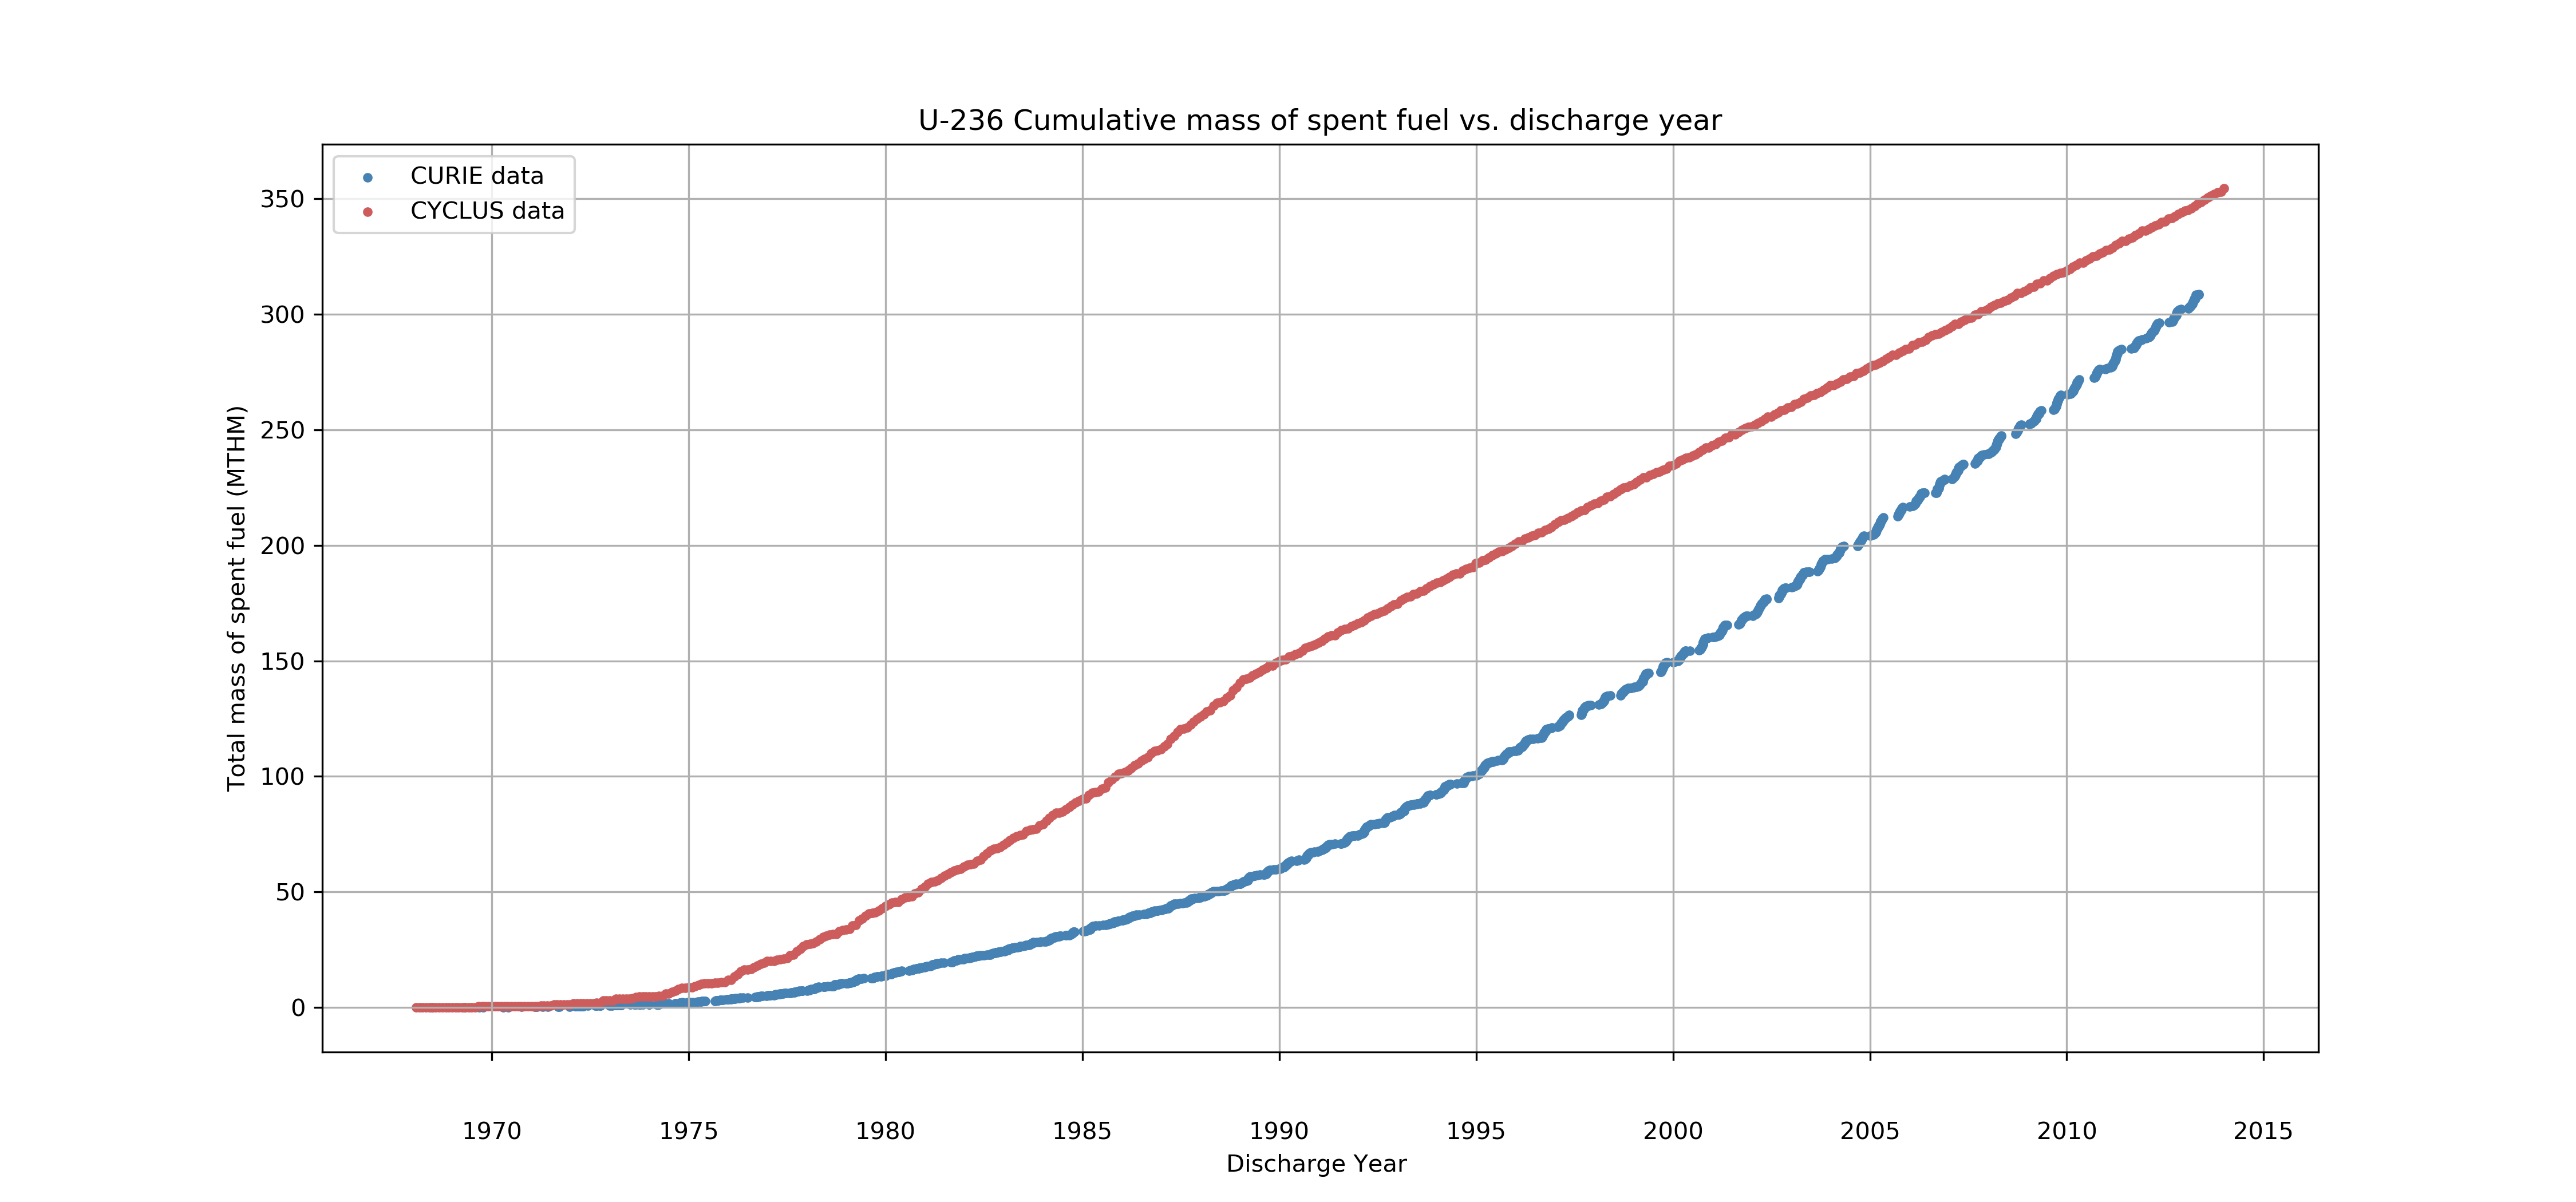 U-236 Cumulative mass of spent fuel vs. discharge year
CURIE data
CYCLUS data
Total mass of spent fuel (MTHM)
350
300
250
200
150
100
50
0
1970 1975 1980 1985 1990 1995 2000 2005 2010 2015
Discharge Year